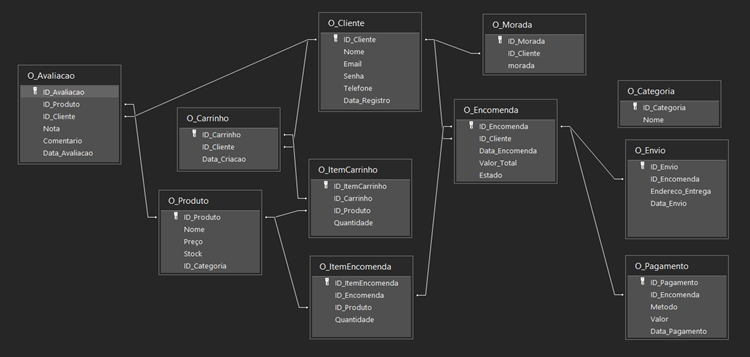 O_Cliente
ID_Cliente
Nome
Email
Senha
Telefone
Data_Registro
O_Morada
ID_Morada
ID_Cliente
morada
O_Avaliacao
ID_Avaliacao
ID_Produto
ID_Cliente
Nota
Comentario
Data_Avaliacao
O_Categoria
ID_Categoria
Nome
O_Carrinho
ID_Carrinho
ID_Cliente
Data_Criacao
O_Encomenda
ID_Encomenda
ID_Cliente
Data_Encomenda
Valor_Total
Estado
O_Envio
ID_Envio
ID_Encomenda
Endereco_Entrega
Data_Envio
O_ItemCarrinho
ID_ItemCarrinho
ID_Carrinho
ID_Produto
Quantidade
O_Produto
ID_Produto
Nome
Preço
Stock
ID_Categoria
O_ItemEncomenda
ID_ItemEncomenda
ID_Encomenda
ID_Produto
Quantidade
O_Pagamento
ID_Pagamento
ID_Encomenda
Metodo
Valor
Data_Pagamento